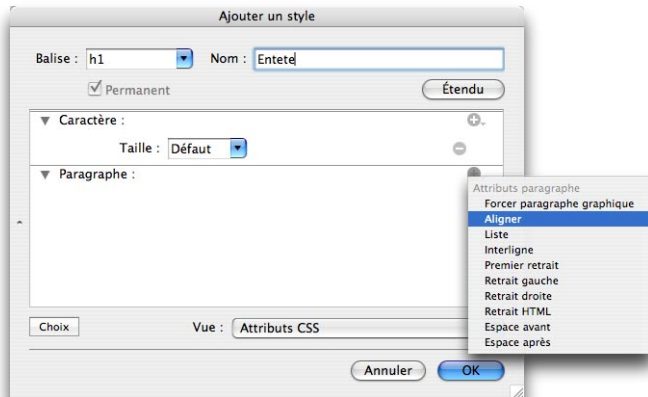 Ajouter un style
Balise : h1 Nom : Entete
Permanent Étendu
Caractère :
Taille : Défaut
Paragraphe :
Attributs paragraphe
Forcer paragraphe graphique
Aligner
Liste
Interligne
Premier retrait
Retrait gauche
Retrait droite
Retrait HTML
Espace avant
Espace après
Choix Vue : Attributs CSS
Annuler OK